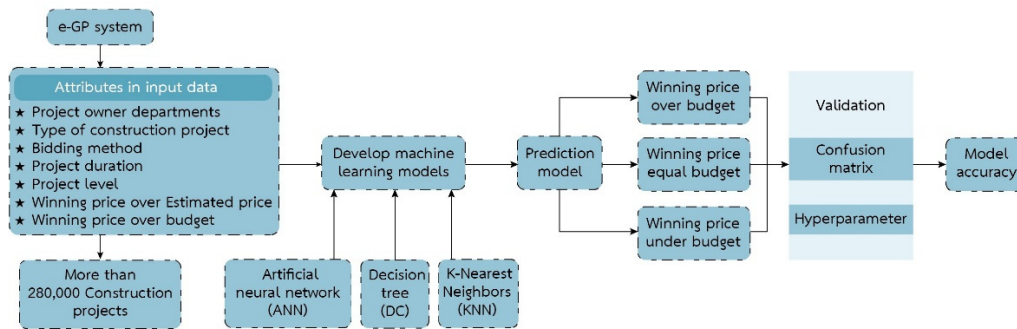 e-GP system
Attributes in input data
★ Project owner departments
★ Type of construction project
★ Bidding method
★ Project duration
★ Project level
★ Winning price over Estimated price
★ Winning price over budget
More than
280,000 Construction
projects
Develop machine
learning models
Artificial
neural network
(ANN)
Decision
tree
(DC)
K-Nearest
Neighbors
(KNN)
Prediction
model
Winning price
over budget
Winning price
equal budget
Winning price
under budget
Validation
Confusion
matrix
Hyperparameter
Model
accuracy